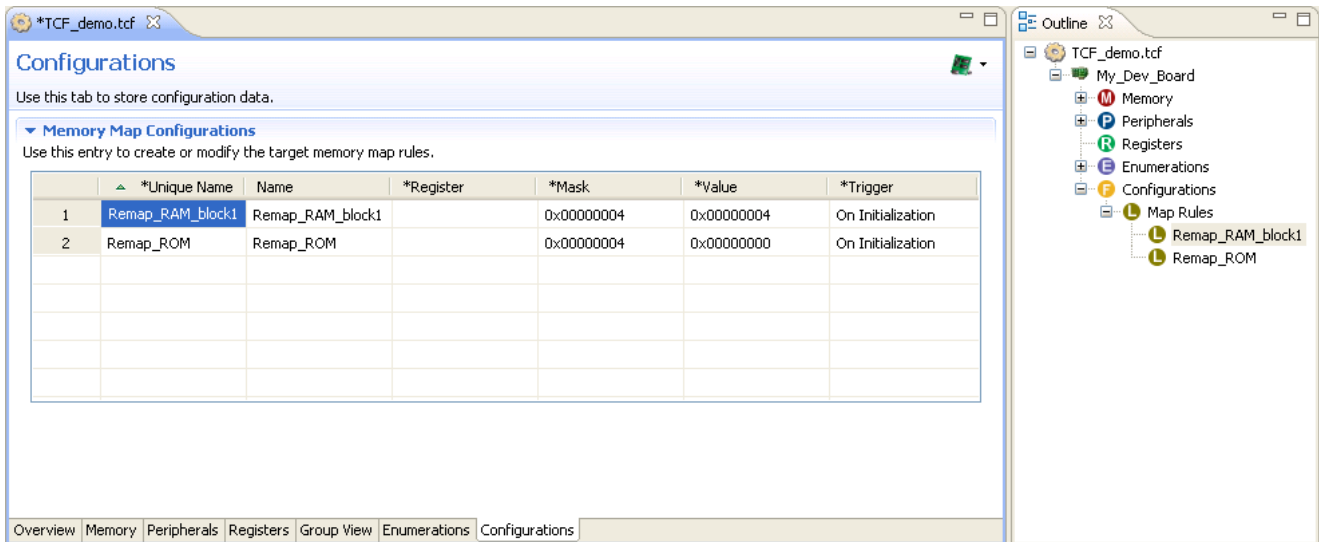 *TCF_demo.tcf
Configurations
Use this tab to store configuration data.
Memory Map Configurations
Use this entry to create or modify the target memory map rules.
*Unique Name Name *Register *Mask *Value *Trigger
1 Remap_RAM_block1 Remap_RAM_block1 0x00000004 0x00000004 On Initialization
2 Remap_ROM Remap_ROM 0x00000004 0x00000000 On Initialization
Overview Memory Peripherals Registers Group View Enumerations Configurations
Outline
TCF_demo.tcf
My_Dev_Board
M Memory
P Peripherals
R Registers
E Enumerations
F Configurations
L Map Rules
L Remap_RAM_block1
L Remap_ROM